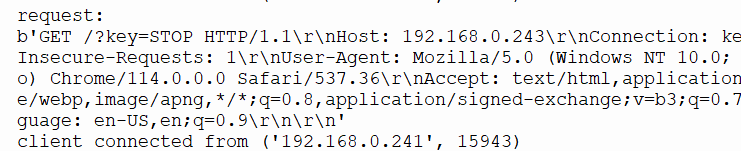 request:
b'GET /?key=STOP HTTP/1.1\r\nHost: 192.168.0.243\r\nConnection: ke
Insecure-Requests: 1\r\nUser-Agent: Mozilla/5.0 (Windows NT 10.0;
o) Chrome/114.0.0.0 Safari/537.36\r\nAccept: text/html,application
e/webp,image/apng,*/*;q=0.8,application/signed-exchange;v=b3;q=0.7
guage: en-US,en;q=0.9\r\n\r\n'
client connected from ('192.168.0.241', 15943)